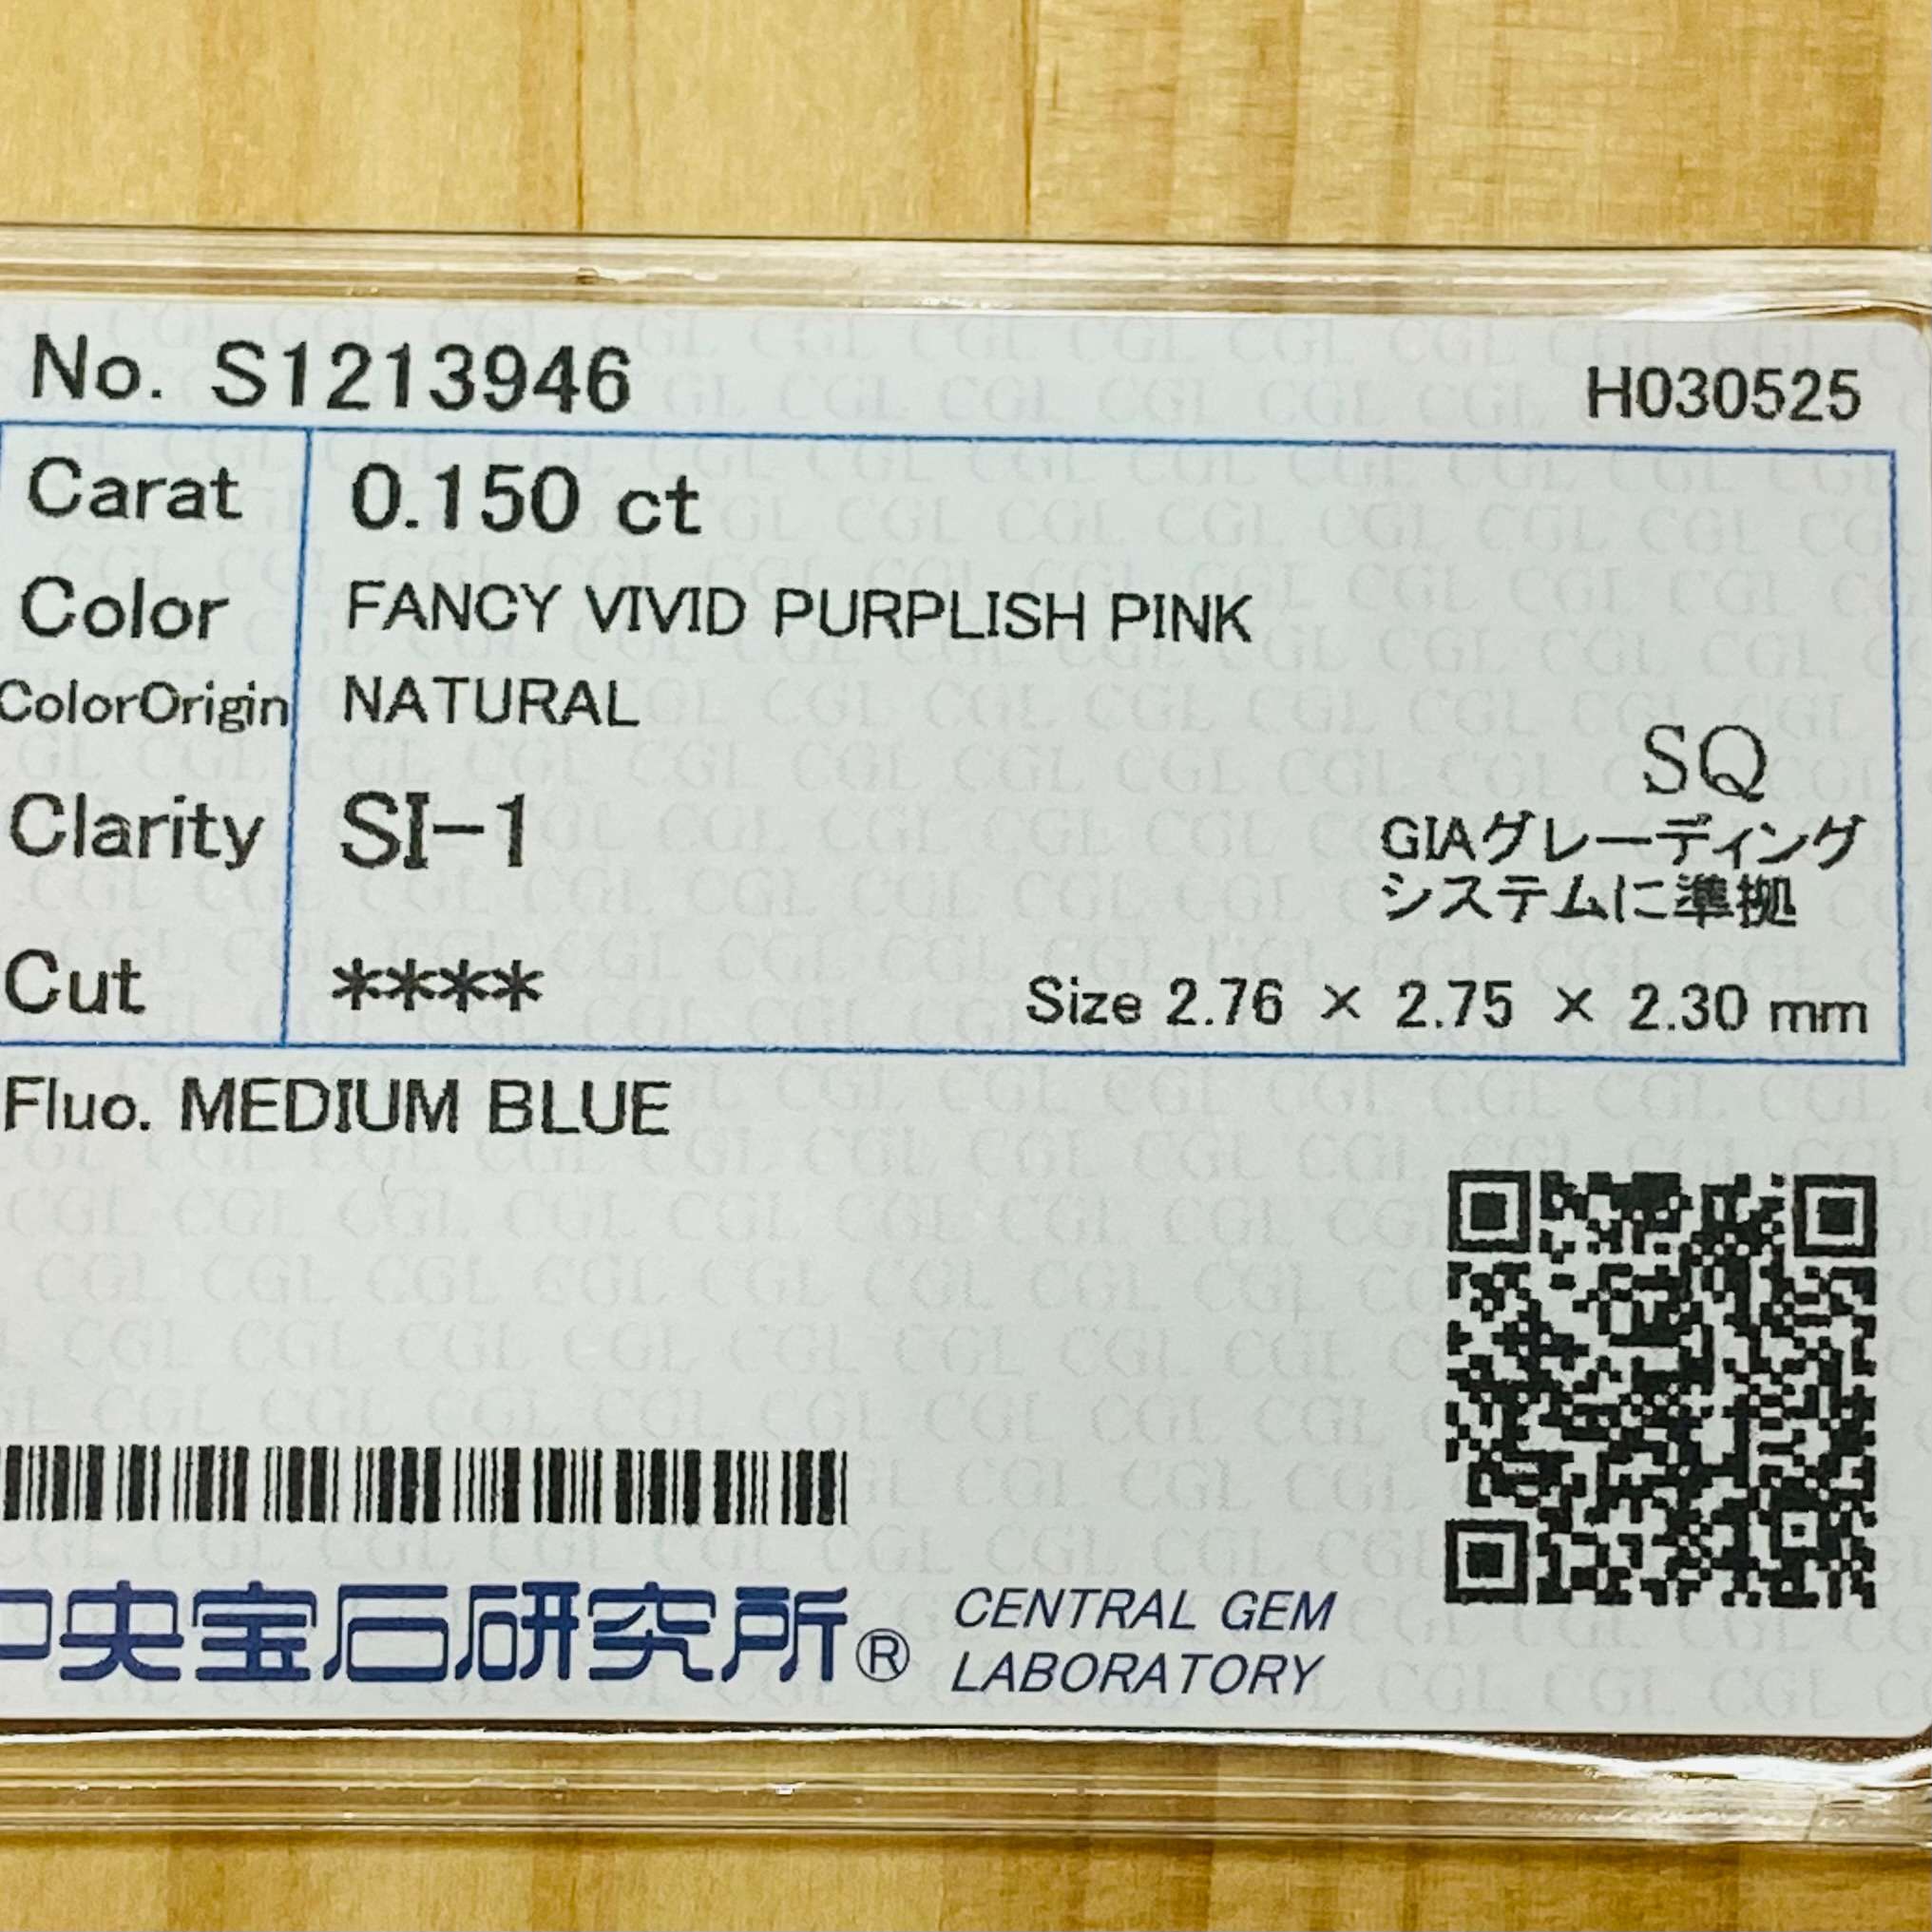 No. S1213946 H030525
Carat 0.150 ct
Color FANCY VIVID PURPLISH PINK
ColorOrigin NATURAL
SQ
Clarity SI-1
GIAグレーディング
システムに準拠
Cut ****
Size 2.76 × 2.75 × 2.30 mm
Fluo. MEDIUM BLUE
中央宝石研究所®
CENTRAL GEM
LABORATORY